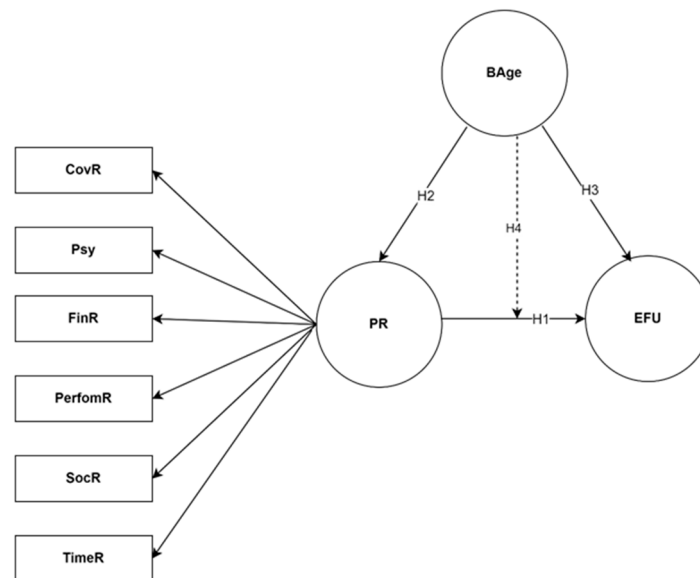 BAge
CovR
H2
H3
Psy
H4
FinR
PR
H1
EFU
PerfomR
SocR
TimeR